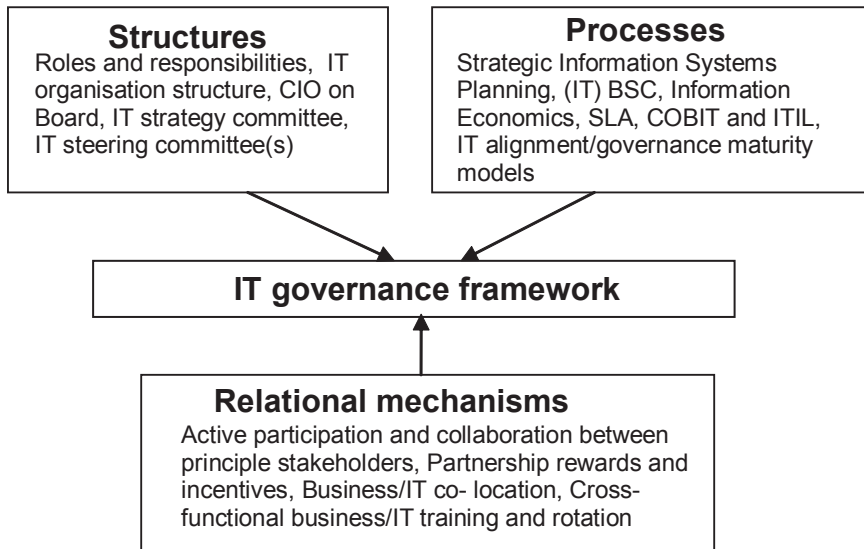 Structures
Roles and responsibilities, IT
organisation structure, CIO on
Board, IT strategy committee,
IT steering committee(s)
Processes
Strategic Information Systems
Planning, (IT) BSC, Information
Economics, SLA, COBIT and ITIL,
IT alignment/governance maturity
models
IT governance framework
Relational mechanisms
Active participation and collaboration between
principle stakeholders, Partnership rewards and
incentives, Business/IT co- location, Cross-
functional business/IT training and rotation